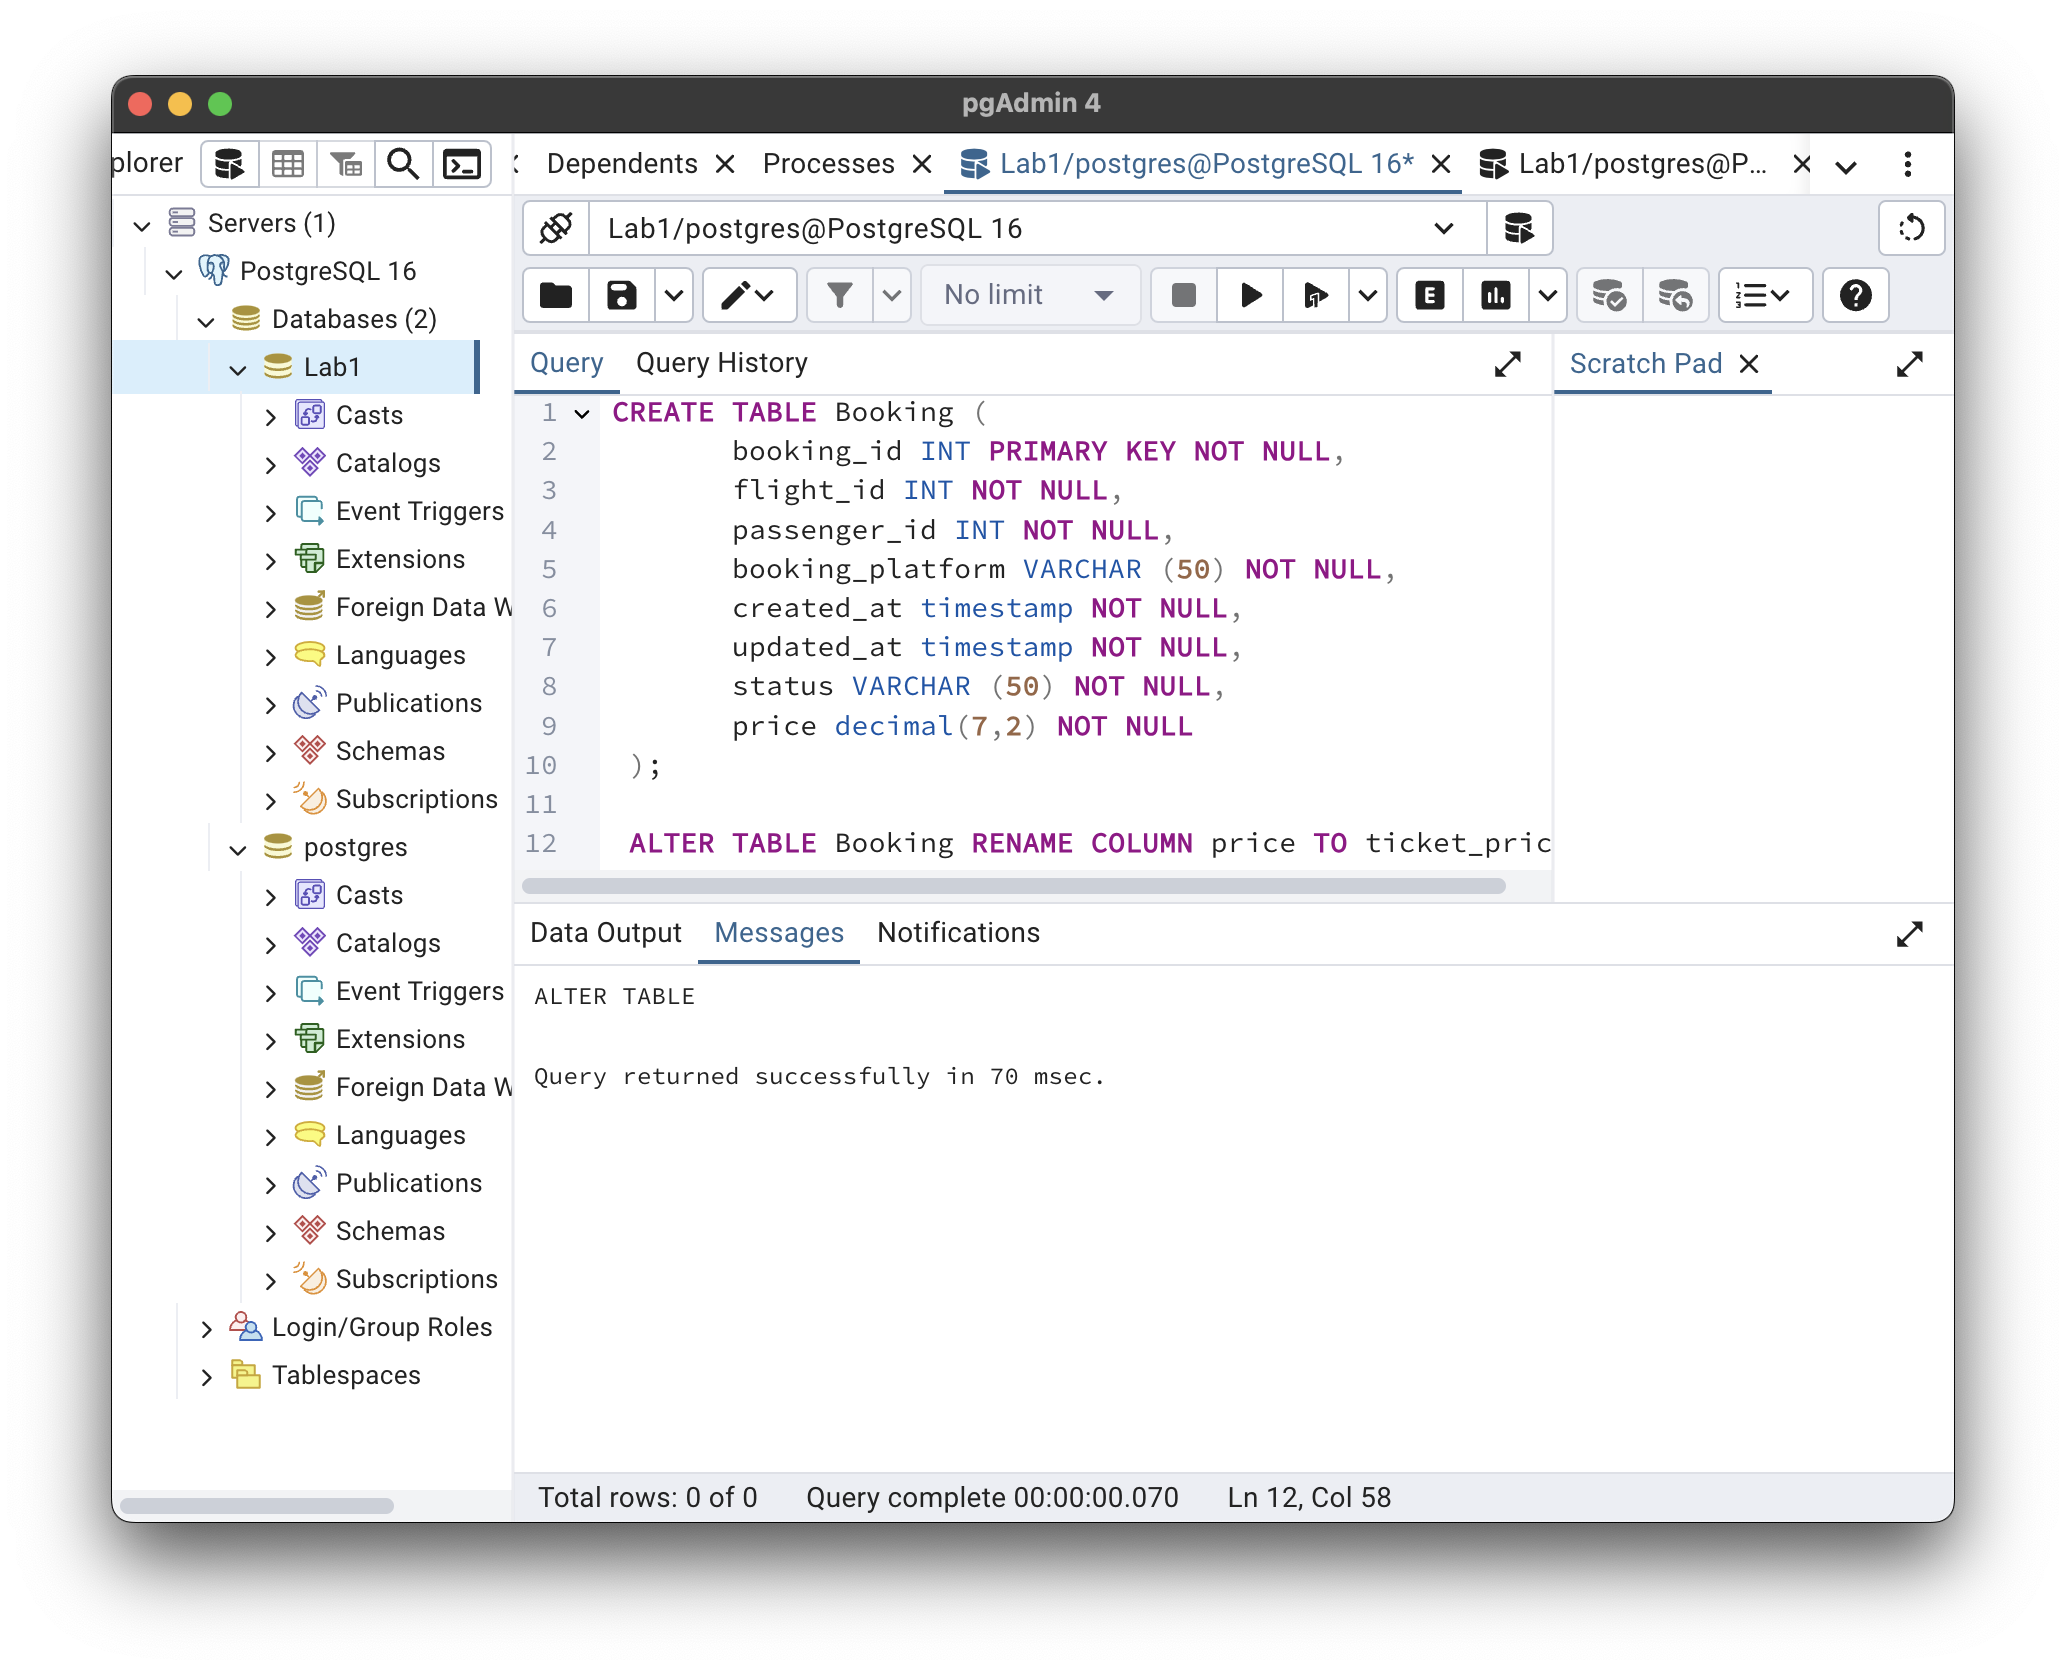 pgAdmin 4
plorer
Dependents
Processes
Lab1/postgres@PostgreSQL 16*
Lab1/postgres@P...
Servers (1)
PostgreSQL 16
Databases (2)
Lab1
Casts
Catalogs
Event Triggers
Extensions
Foreign Data W
Languages
Publications
Schemas
Subscriptions
postgres
Casts
Catalogs
Event Triggers
Extensions
Foreign Data W
Languages
Publications
Schemas
Subscriptions
Login/Group Roles
Tablespaces
Lab1/postgres@PostgreSQL 16
No limit
E
Query
Query History
Scratch Pad
1 CREATE TABLE Booking (
2 booking_id INT PRIMARY KEY NOT NULL,
3 flight_id INT NOT NULL,
4 passenger_id INT NOT NULL,
5 booking_platform VARCHAR (50) NOT NULL,
6 created_at timestamp NOT NULL,
7 updated_at timestamp NOT NULL,
8 status VARCHAR (50) NOT NULL,
9 price decimal(7,2) NOT NULL
10 );
11
12 ALTER TABLE Booking RENAME COLUMN price TO ticket_pric
Data Output
Messages
Notifications
ALTER TABLE
Query returned successfully in 70 msec.
Total rows: 0 of 0
Query complete 00:00:00.070
Ln 12, Col 58